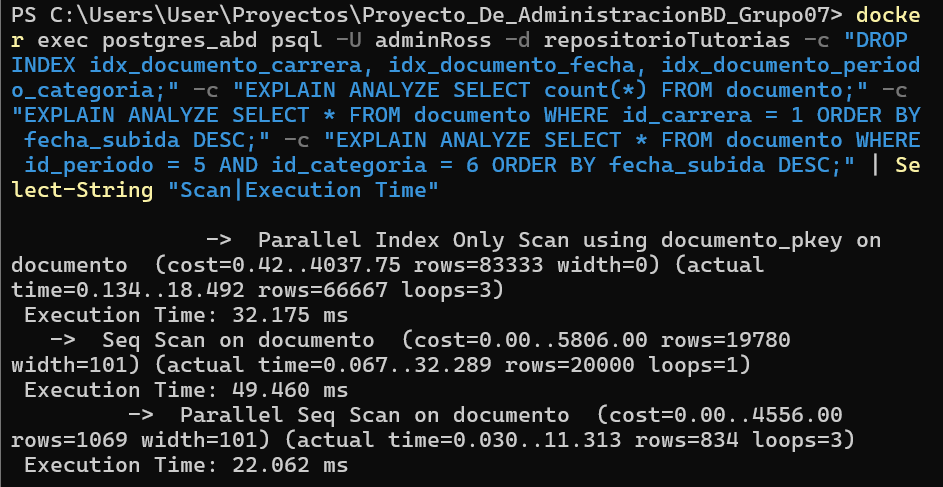 PS C:\Users\User\Proyectos\Proyecto_De_AdministracionBD_Grupo07> docke
r exec postgres_abd psql -U adminRoss -d repositorioTutorias -c "DROP
INDEX idx_documento_carrera, idx_documento_fecha, idx_documento_period
o_categoria;" -c "EXPLAIN ANALYZE SELECT count(*) FROM documento;" -c
"EXPLAIN ANALYZE SELECT * FROM documento WHERE id_carrera = 1 ORDER BY
 fecha_subida DESC;" -c "EXPLAIN ANALYZE SELECT * FROM documento WHERE
 id_periodo = 5 AND id_categoria = 6 ORDER BY fecha_subida DESC;" | Se
lect-String "Scan|Execution Time"

               ->  Parallel Index Only Scan using documento_pkey on
documento  (cost=0.42..4037.75 rows=83333 width=0) (actual
time=0.134..18.492 rows=66667 loops=3)
 Execution Time: 32.175 ms
   ->  Seq Scan on documento  (cost=0.00..5806.00 rows=19780
width=101) (actual time=0.067..32.289 rows=20000 loops=1)
 Execution Time: 49.460 ms
         ->  Parallel Seq Scan on documento  (cost=0.00..4556.00
rows=1069 width=101) (actual time=0.030..11.313 rows=834 loops=3)
 Execution Time: 22.062 ms